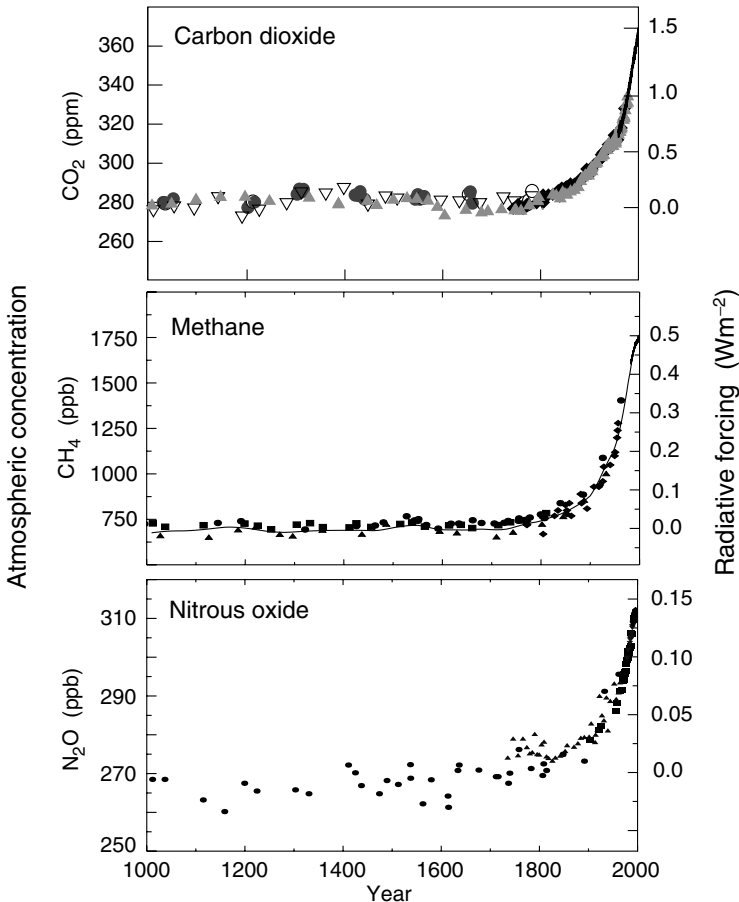 Atmospheric concentration
Carbon dioxide
CO2 (ppm)
360
340
320
300
280
260
1.5
1.0
0.5
0.0
Methane
CH4 (ppb)
1750
1500
1250
1000
750
0.5
0.4
0.3
0.2
0.1
0.0
Radiative forcing (Wm−2)
Nitrous oxide
N2O (ppb)
310
290
270
250
0.15
0.10
0.05
0.0
1000 1200 1400 1600 1800 2000
Year